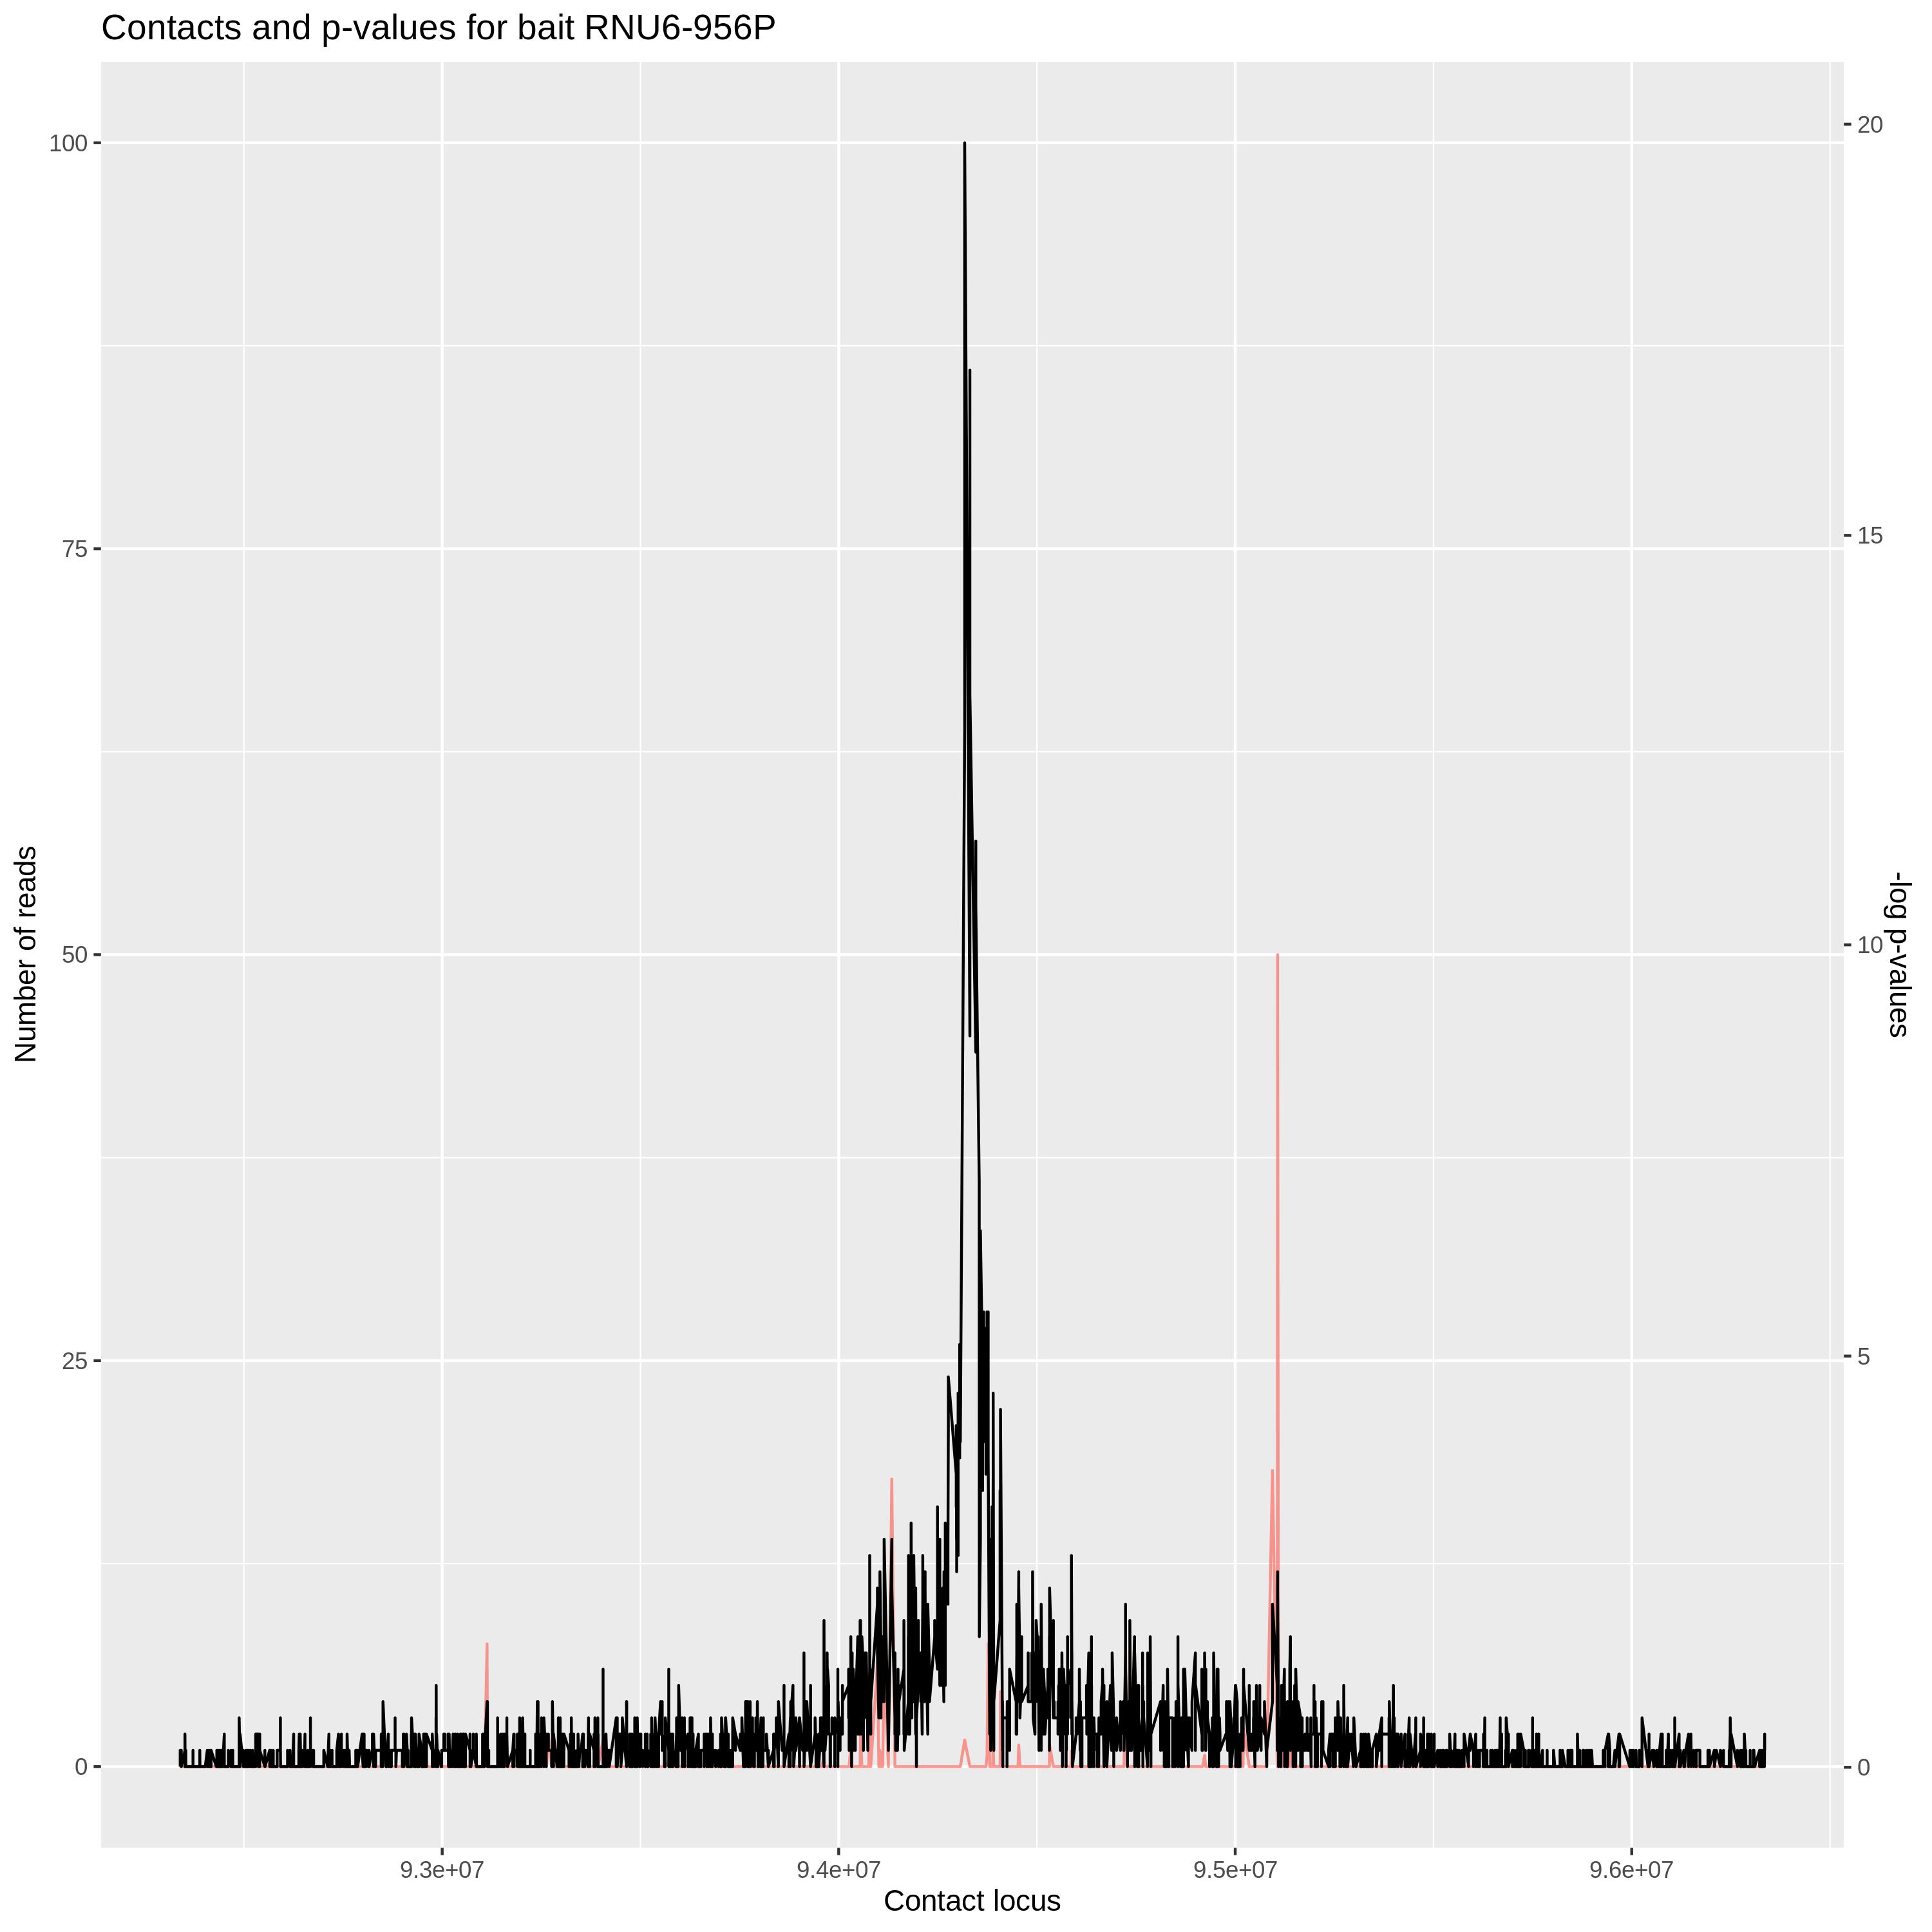 Contacts and p-values for bait RNU6-956P
100
75
50
25
0
Number of reads
20
15
10
5
0
-log p-values
9.3e+07
9.4e+07
9.5e+07
9.6e+07
Contact locus